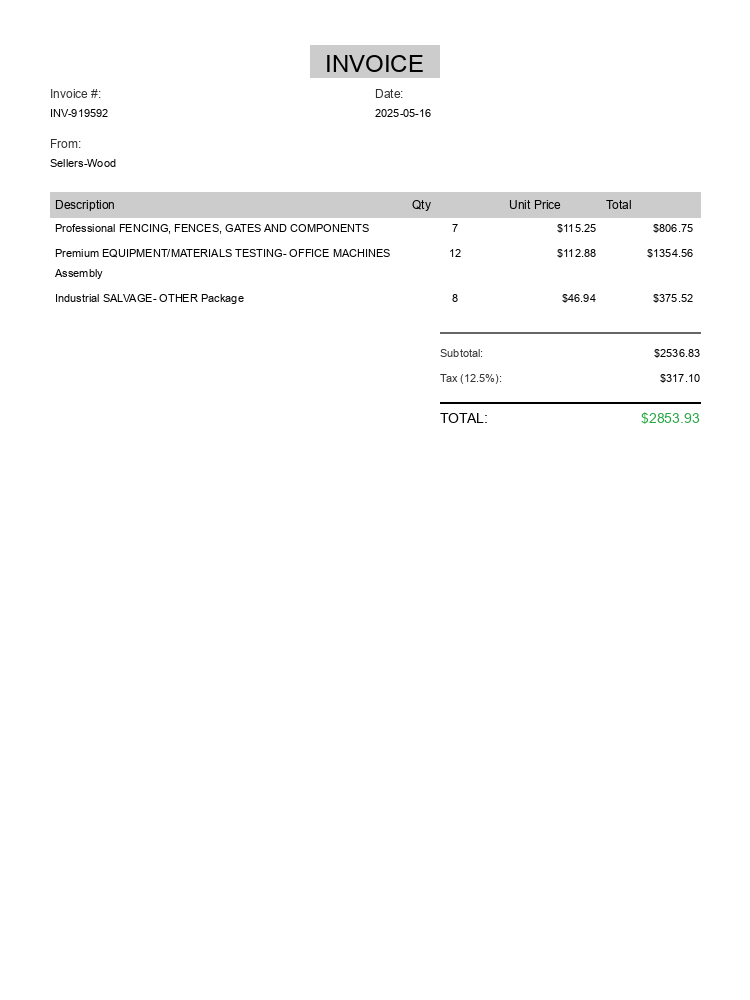 INVOICE
Invoice #: Date:
INV-919592 2025-05-16
From:
Sellers-Wood
Description Qty Unit Price Total
Professional FENCING, FENCES, GATES AND COMPONENTS 7 $115.25 $806.75
Premium EQUIPMENT/MATERIALS TESTING- OFFICE MACHINES 12 $112.88 $1354.56
Assembly
Industrial SALVAGE- OTHER Package 8 $46.94 $375.52
Subtotal: $2536.83
Tax (12.5%): $317.10
TOTAL: $2853.93